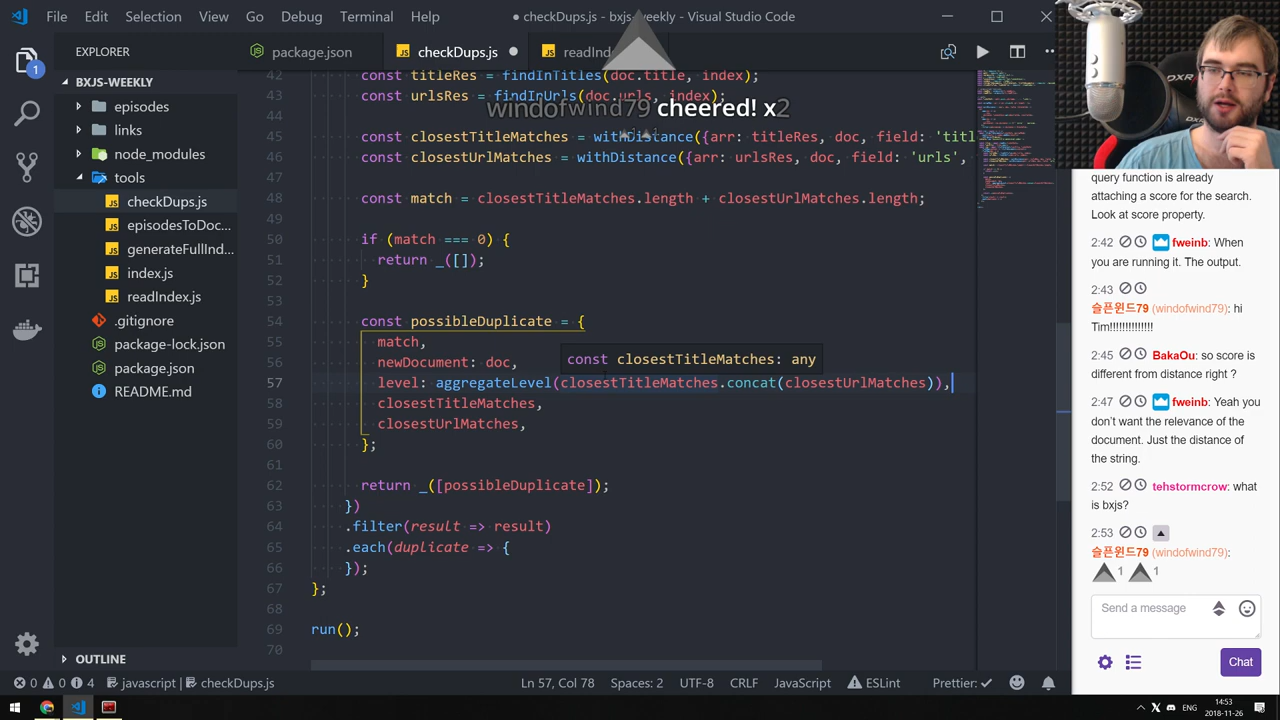 File Edit Selection View Go Debug Terminal Help
● checkDups.js - bxjs-weekly - Visual Studio Code
EXPLORER
package.json
checkDups.js ●
readInd
1
BXJS-WEEKLY
episodes
links
node_modules
tools
checkDups.js
episodesToDoc...
generateFullInd...
index.js
readIndex.js
.gitignore
package-lock.json
package.json
README.md
OUTLINE
windofwind79 cheered! x2
42 const titleRes = findInTitles(doc.title, index);
43 const urlsRes = findInUrls(doc.urls, index);
44
45 const closestTitleMatches = withDistance({arr: titleRes, doc, field: 'titl
46 const closestUrlMatches = withDistance({arr: urlsRes, doc, field: 'urls',
47
48 const match = closestTitleMatches.length + closestUrlMatches.length;
49
50 if (match === 0) {
51 return _([]);
52 }
53
54 const possibleDuplicate = {
55 match,
56 newDocument: doc,
const closestTitleMatches: any
57 level: aggregateLevel(closestTitleMatches.concat(closestUrlMatches)),
58 closestTitleMatches,
59 closestUrlMatches,
60 };
61
62 return _([possibleDuplicate]);
63 })
64 .filter(result => result)
65 .each(duplicate => {
66 });
67 };
68
69 run();
70
query function is already
attaching a score for the search.
Look at score property.
2:42 fweinb: When
you are running it. The output.
2:43
슬픈윈드79 (windofwind79): hi
Tim!!!!!!!!!!!!!!
2:45 BakaOu: so score is
different from distance right ?
2:47 fweinb: Yeah you
don't want the relevance of the
document. Just the distance of
the string.
2:52 tehstormcrow: what
is bxjs?
2:53
슬픈윈드79 (windofwind79):
1 1
Send a message
Chat
0 0 4 javascript checkDups.js Ln 57, Col 78 Spaces: 2 UTF-8 CRLF JavaScript ESLint Prettier: ✓
ENG
14:53
2018-11-26